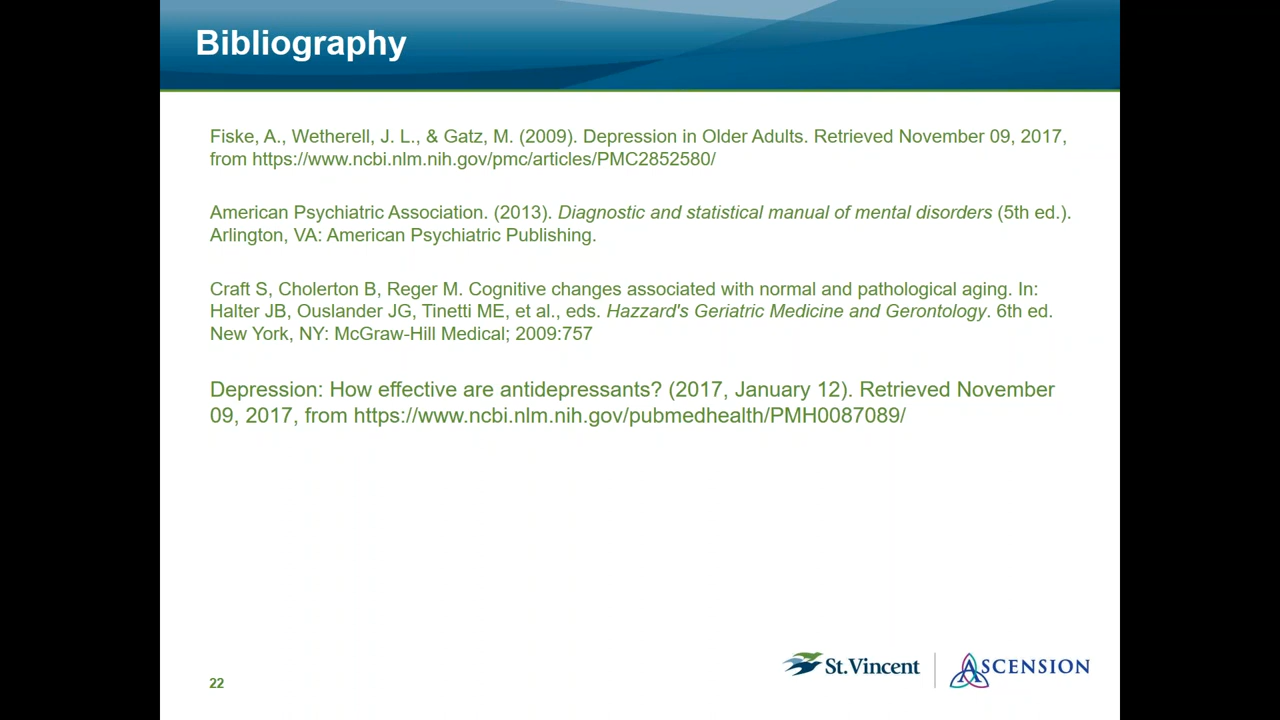 Bibliography
Fiske, A., Wetherell, J. L., & Gatz, M. (2009). Depression in Older Adults. Retrieved November 09, 2017,
from https://www.ncbi.nlm.nih.gov/pmc/articles/PMC2852580/
American Psychiatric Association. (2013). Diagnostic and statistical manual of mental disorders (5th ed.).
Arlington, VA: American Psychiatric Publishing.
Craft S, Cholerton B, Reger M. Cognitive changes associated with normal and pathological aging. In:
Halter JB, Ouslander JG, Tinetti ME, et al., eds. Hazzard's Geriatric Medicine and Gerontology. 6th ed.
New York, NY: McGraw-Hill Medical; 2009:757
Depression: How effective are antidepressants? (2017, January 12). Retrieved November
09, 2017, from https://www.ncbi.nlm.nih.gov/pubmedhealth/PMH0087089/
St.Vincent
ASCENSION
22